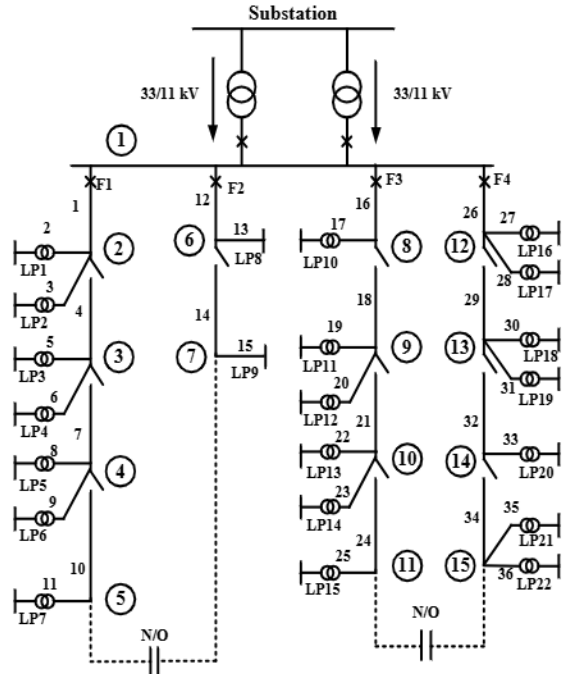 Substation
33/11 kV
33/11 kV
1
F1
F2
F3
F4
1
12
16
26
2
LP1
2
3
LP2
4
6
13
LP8
17
LP10
8
12
27
LP16
28
LP17
14
18
29
5
LP3
3
6
LP4
7
7
15
LP9
19
LP11
9
20
LP12
21
13
30
LP18
31
LP19
32
8
LP5
4
9
LP6
10
22
LP13
10
23
LP14
24
14
33
LP20
34
35
LP21
11
LP7
5
25
LP15
11
15
36
LP22
N/O
N/O